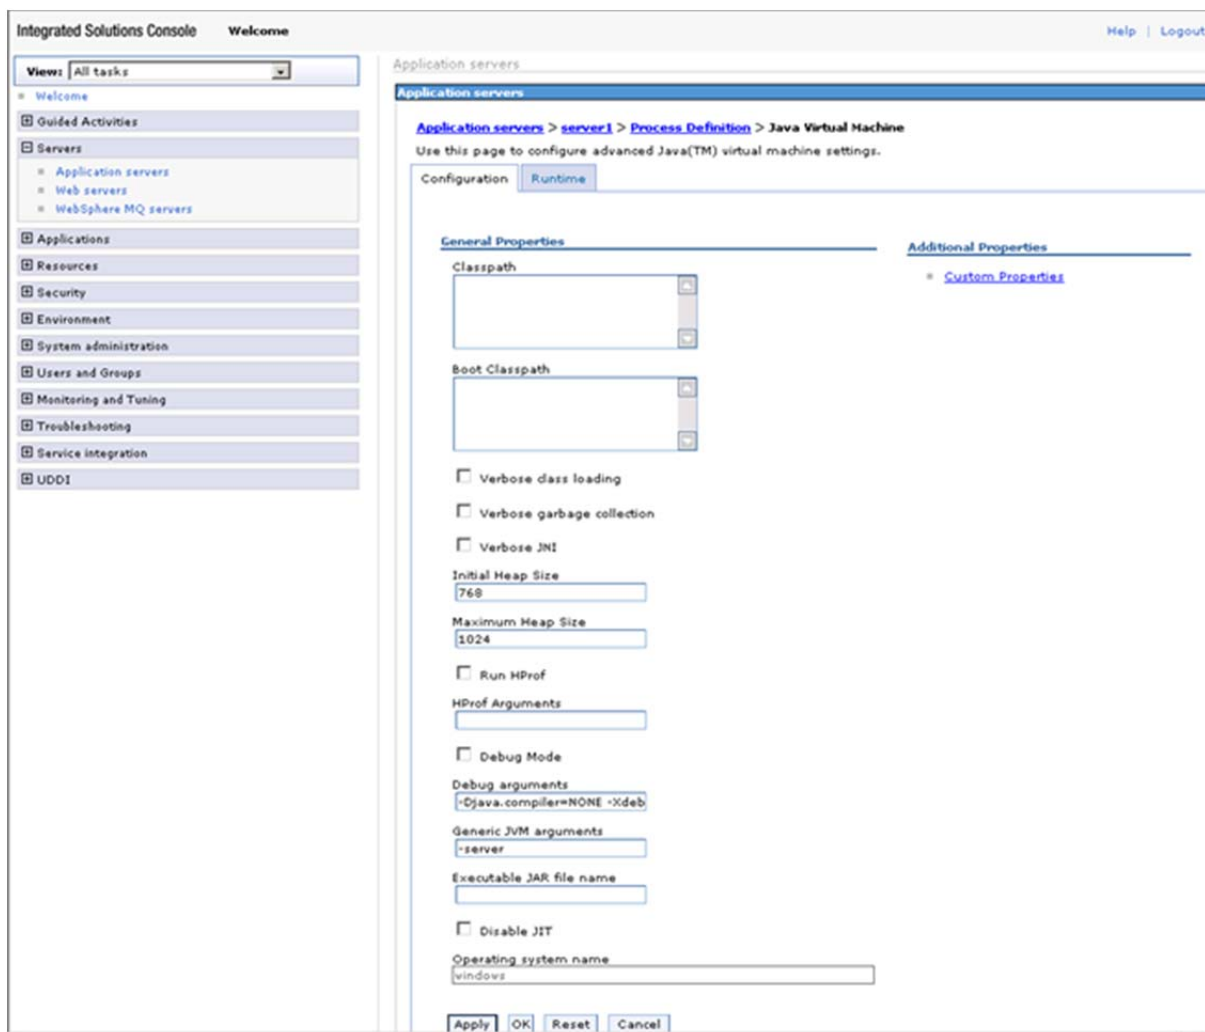 Integrated Solutions Console Welcome Help | Logout
View: All tasks
Welcome
Guided Activities
Servers
Application servers
Web servers
WebSphere MQ servers
Applications
Resources
Security
Environment
System administration
Users and Groups
Monitoring and Tuning
Troubleshooting
Service integration
UDDI
Application servers
Application servers
Application servers > server1 > Process Definition > Java Virtual Machine
Use this page to configure advanced Java(TM) virtual machine settings.
Configuration Runtime
General Properties
Classpath
Boot Classpath
Verbose class loading
Verbose garbage collection
Verbose JNI
Initial Heap Size
768
Maximum Heap Size
1024
Run HProf
HProf Arguments
Debug Mode
Debug arguments
-Djava.compiler=NONE -Xdeb
Generic JVM arguments
-server
Executable JAR file name
Disable JIT
Operating system name
windows
Apply OK Reset Cancel
Additional Properties
Custom Properties